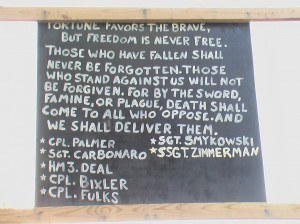 FORTUNE FAVORS THE BRAVE,
BUT FREEDOM IS NEVER FREE.
THOSE WHO HAVE FALLEN SHALL
NEVER BE FORGOTTEN. THOSE
WHO STAND AGAINST US WILL NOT
BE FORGIVEN. FOR BY THE SWORD,
FAMINE, OR PLAGUE, DEATH SHALL
COME TO ALL WHO OPPOSE. AND
WE SHALL DELIVER THEM.
* CPL. PALMER
* SGT. CARBONARO
* HM3. DEAL
* CPL. BIXLER
* CPL. FULKS
* SGT. SMYKOWSKI
* SSGT. ZIMMERMAN